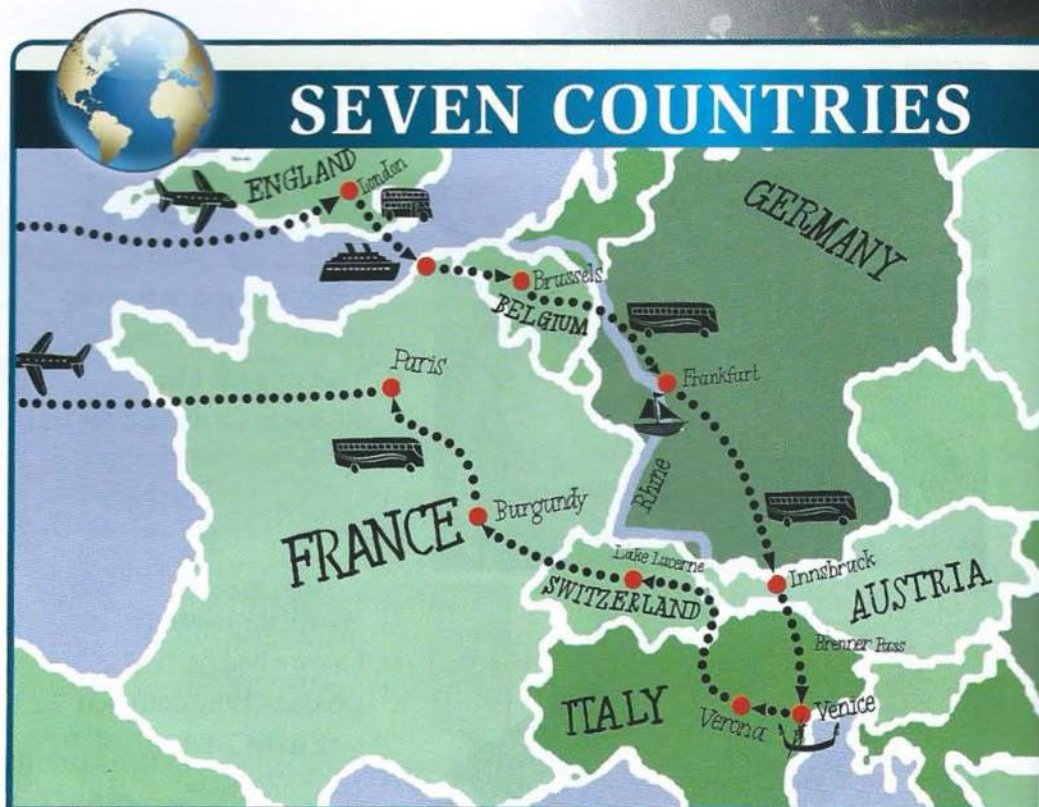 SEVEN COUNTRIES
ENGLAND
London
GERMANY
Brussels
BELGIUM
Paris
Frankfurt
Rhine
Burgundy
FRANCE
Lake Lucerne
SWITZERLAND
Innsbruck
AUSTRIA
Brenner Pass
ITALY
Verona
Venice